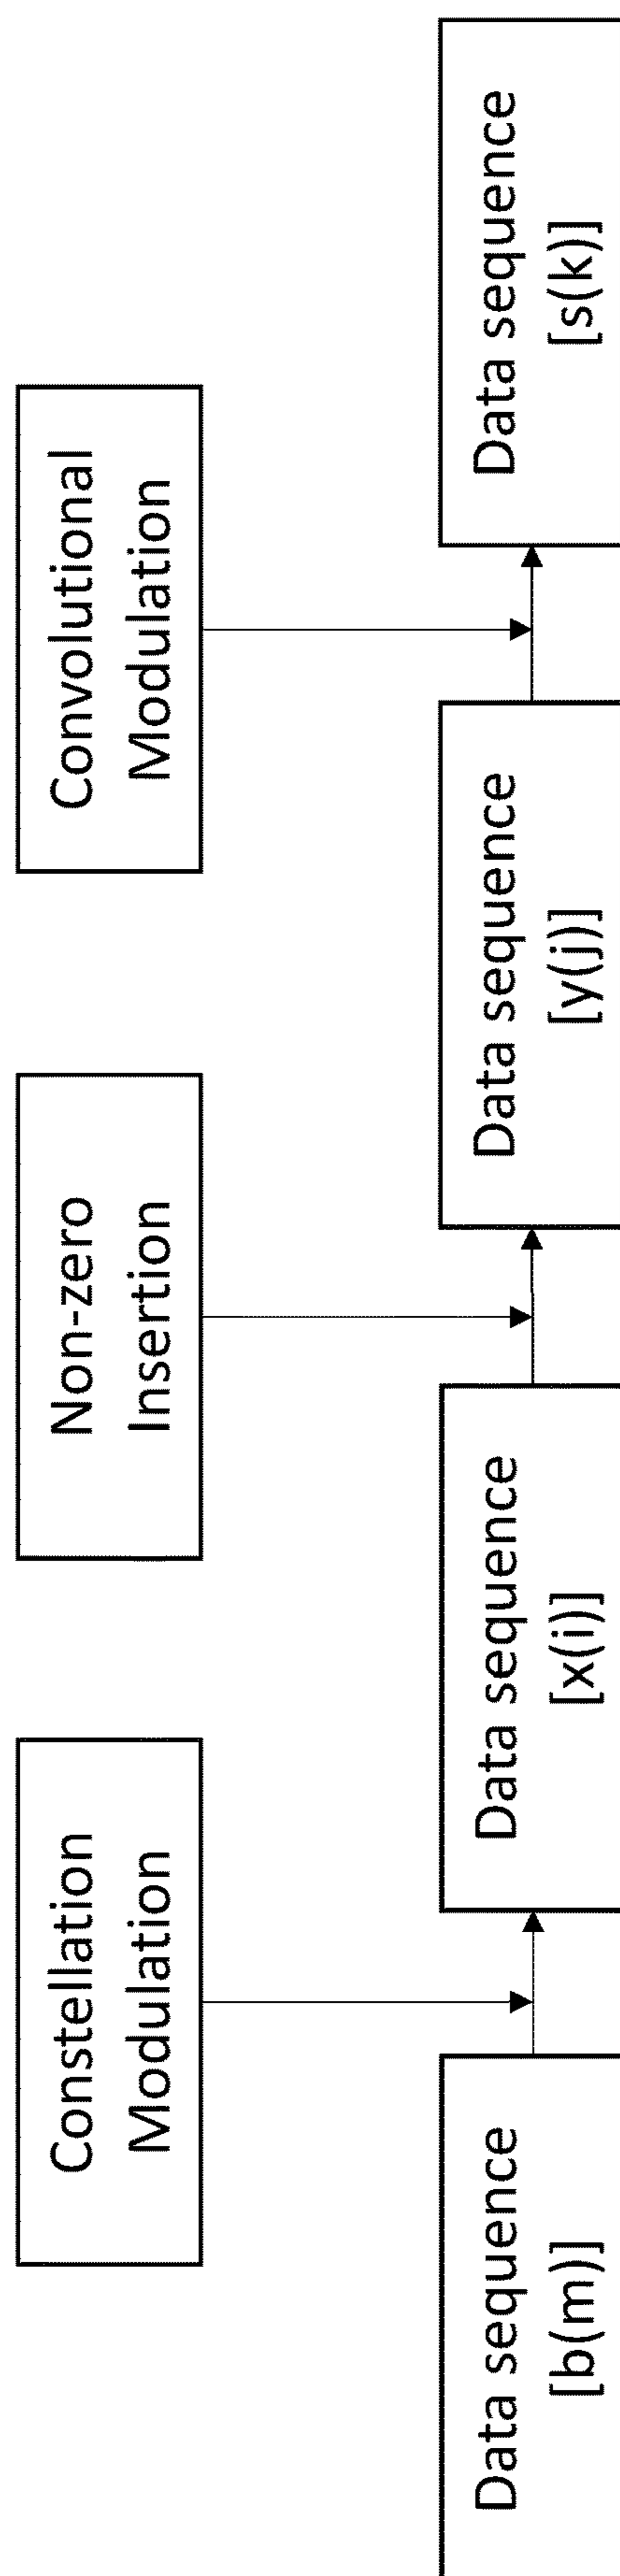 Constellation
Modulation
Non-zero
Insertion
Convolutional
Modulation
Data sequence
[b(m)]
Data sequence
[x(i)]
Data sequence
[y(j)]
Data sequence
[s(k)]